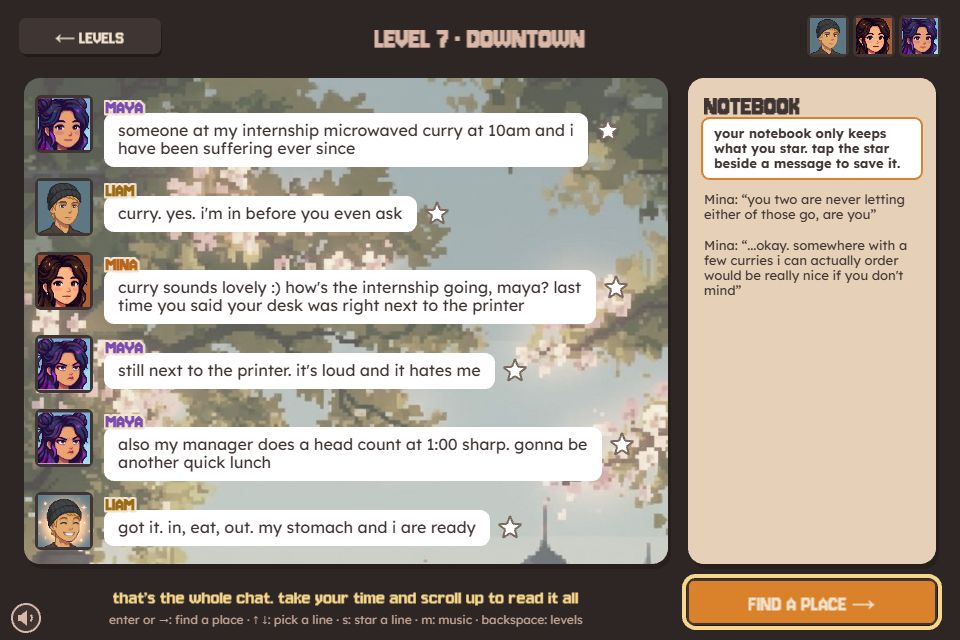 ← LEVELS
LEVEL 7 · DOWNTOWN
MAYA
someone at my internship microwaved curry at 10am and i
have been suffering ever since
LIAM
curry. yes. i'm in before you even ask
MINA
curry sounds lovely :) how's the internship going, maya? last
time you said your desk was right next to the printer
MAYA
still next to the printer. it's loud and it hates me
MAYA
also my manager does a head count at 1:00 sharp. gonna be
another quick lunch
LIAM
got it. in, eat, out. my stomach and i are ready
NOTEBOOK
your notebook only keeps
what you star. tap the star
beside a message to save it.
Mina: “you two are never letting
either of those go, are you”
Mina: “...okay. somewhere with a
few curries i can actually order
would be really nice if you don't
mind”
that's the whole chat. take your time and scroll up to read it all
enter or →: find a place · ↑ ↓: pick a line · s: star a line · m: music · backspace: levels
FIND A PLACE →